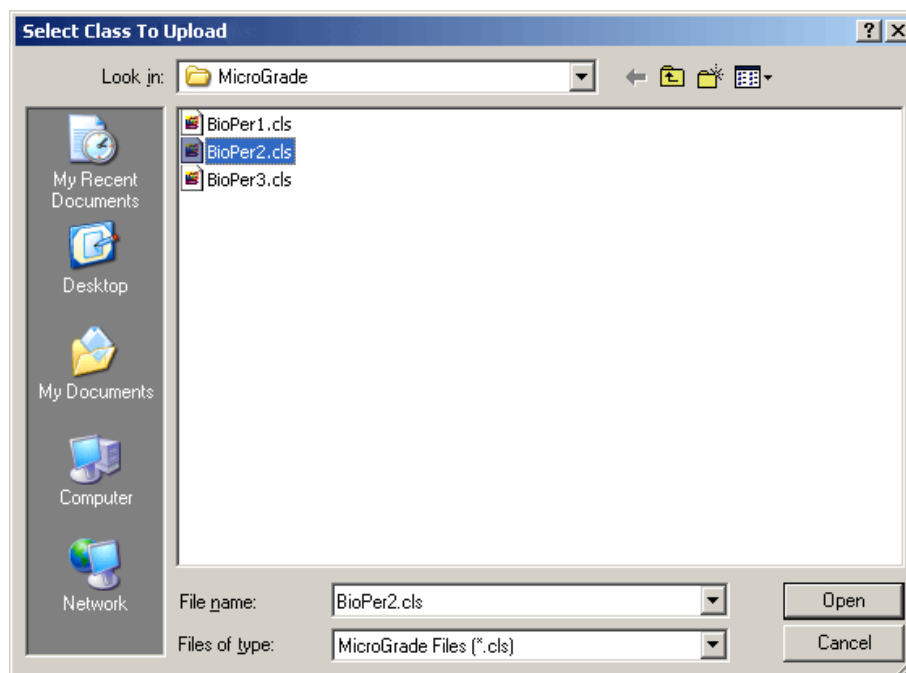 Select Class To Upload
Look in: MicroGrade
BioPer1.cls
BioPer2.cls
BioPer3.cls
My Recent
Documents
Desktop
My Documents
Computer
Network
File name: BioPer2.cls Open
Files of type: MicroGrade Files (*.cls) Cancel